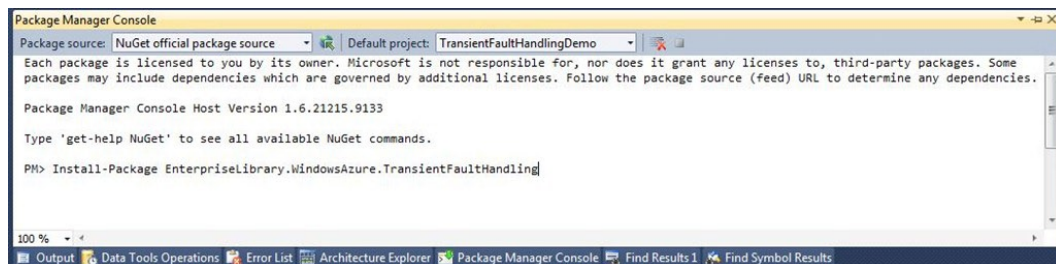 Package Manager Console
Package source: NuGet official package source Default project: TransientFaultHandlingDemo
Each package is licensed to you by its owner. Microsoft is not responsible for, nor does it grant any licenses to, third-party packages. Some
packages may include dependencies which are governed by additional licenses. Follow the package source (feed) URL to determine any dependencies.
Package Manager Console Host Version 1.6.21215.9133
Type 'get-help NuGet' to see all available NuGet commands.
PM> Install-Package EnterpriseLibrary.WindowsAzure.TransientFaultHandling
100 %
Output Data Tools Operations Error List Architecture Explorer Package Manager Console Find Results 1 Find Symbol Results